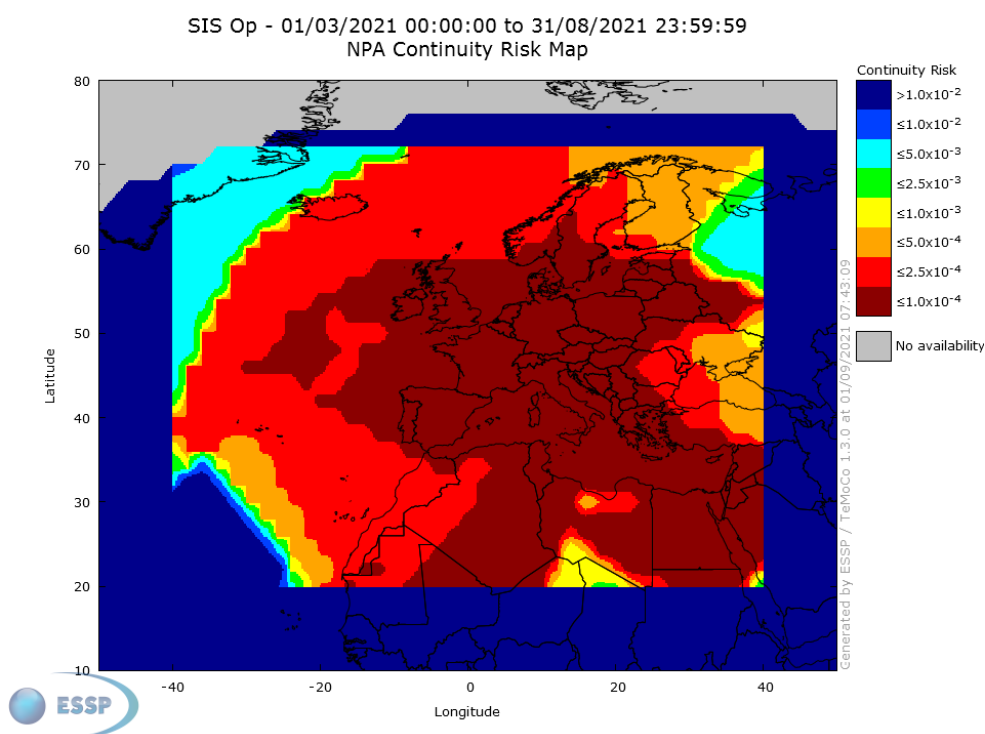 SIS Op - 01/03/2021 00:00:00 to 31/08/2021 23:59:59
NPA Continuity Risk Map
Continuity Risk
>1.0x10⁻²
≤1.0x10⁻²
≤5.0x10⁻³
≤2.5x10⁻³
≤1.0x10⁻³
≤5.0x10⁻⁴
≤2.5x10⁻⁴
≤1.0x10⁻⁴
No availability
80
70
60
50
40
30
20
10
Latitude
-40
-20
0
20
40
Longitude
Generated by ESSP / TeMoCo 1.3.0 at 01/09/2021 07:43:09
ESSP